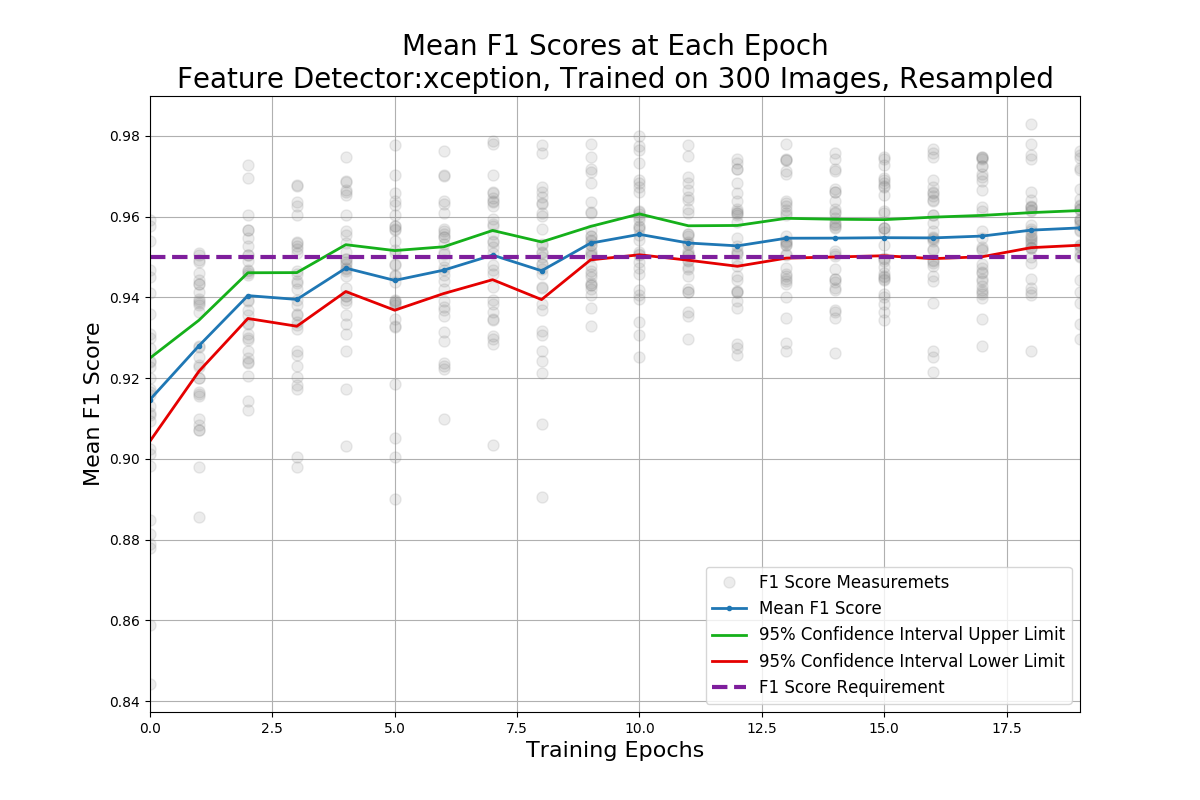 Mean F1 Scores at Each Epoch
Feature Detector:xception, Trained on 300 Images, Resampled
Mean F1 Score
0.98
0.96
0.94
0.92
0.90
0.88
0.86
0.84
F1 Score Measuremets
Mean F1 Score
95% Confidence Interval Upper Limit
95% Confidence Interval Lower Limit
F1 Score Requirement
0.0 2.5 5.0 7.5 10.0 12.5 15.0 17.5
Training Epochs